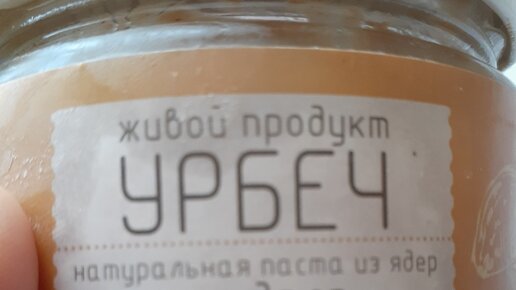 живой продукт
УРБЕЧ
натуральная паста из ядер